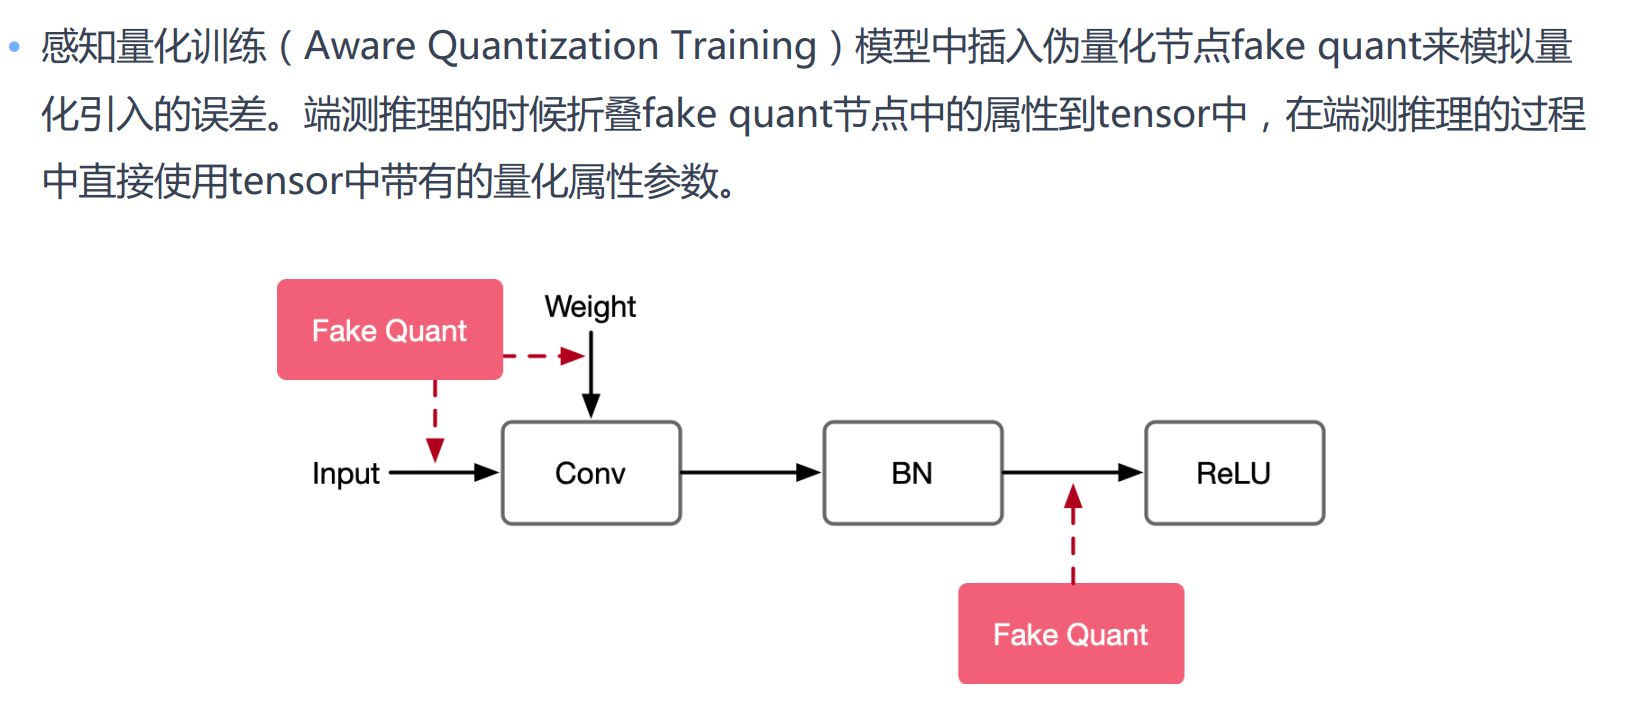 感知量化训练（Aware Quantization Training）模型中插入伪量化节点fake quant来模拟量
化引入的误差。端测推理的时候折叠fake quant节点中的属性到tensor中，在端测推理的过程
中直接使用tensor中带有的量化属性参数。
Fake Quant
Weight
Input
Conv
BN
ReLU
Fake Quant